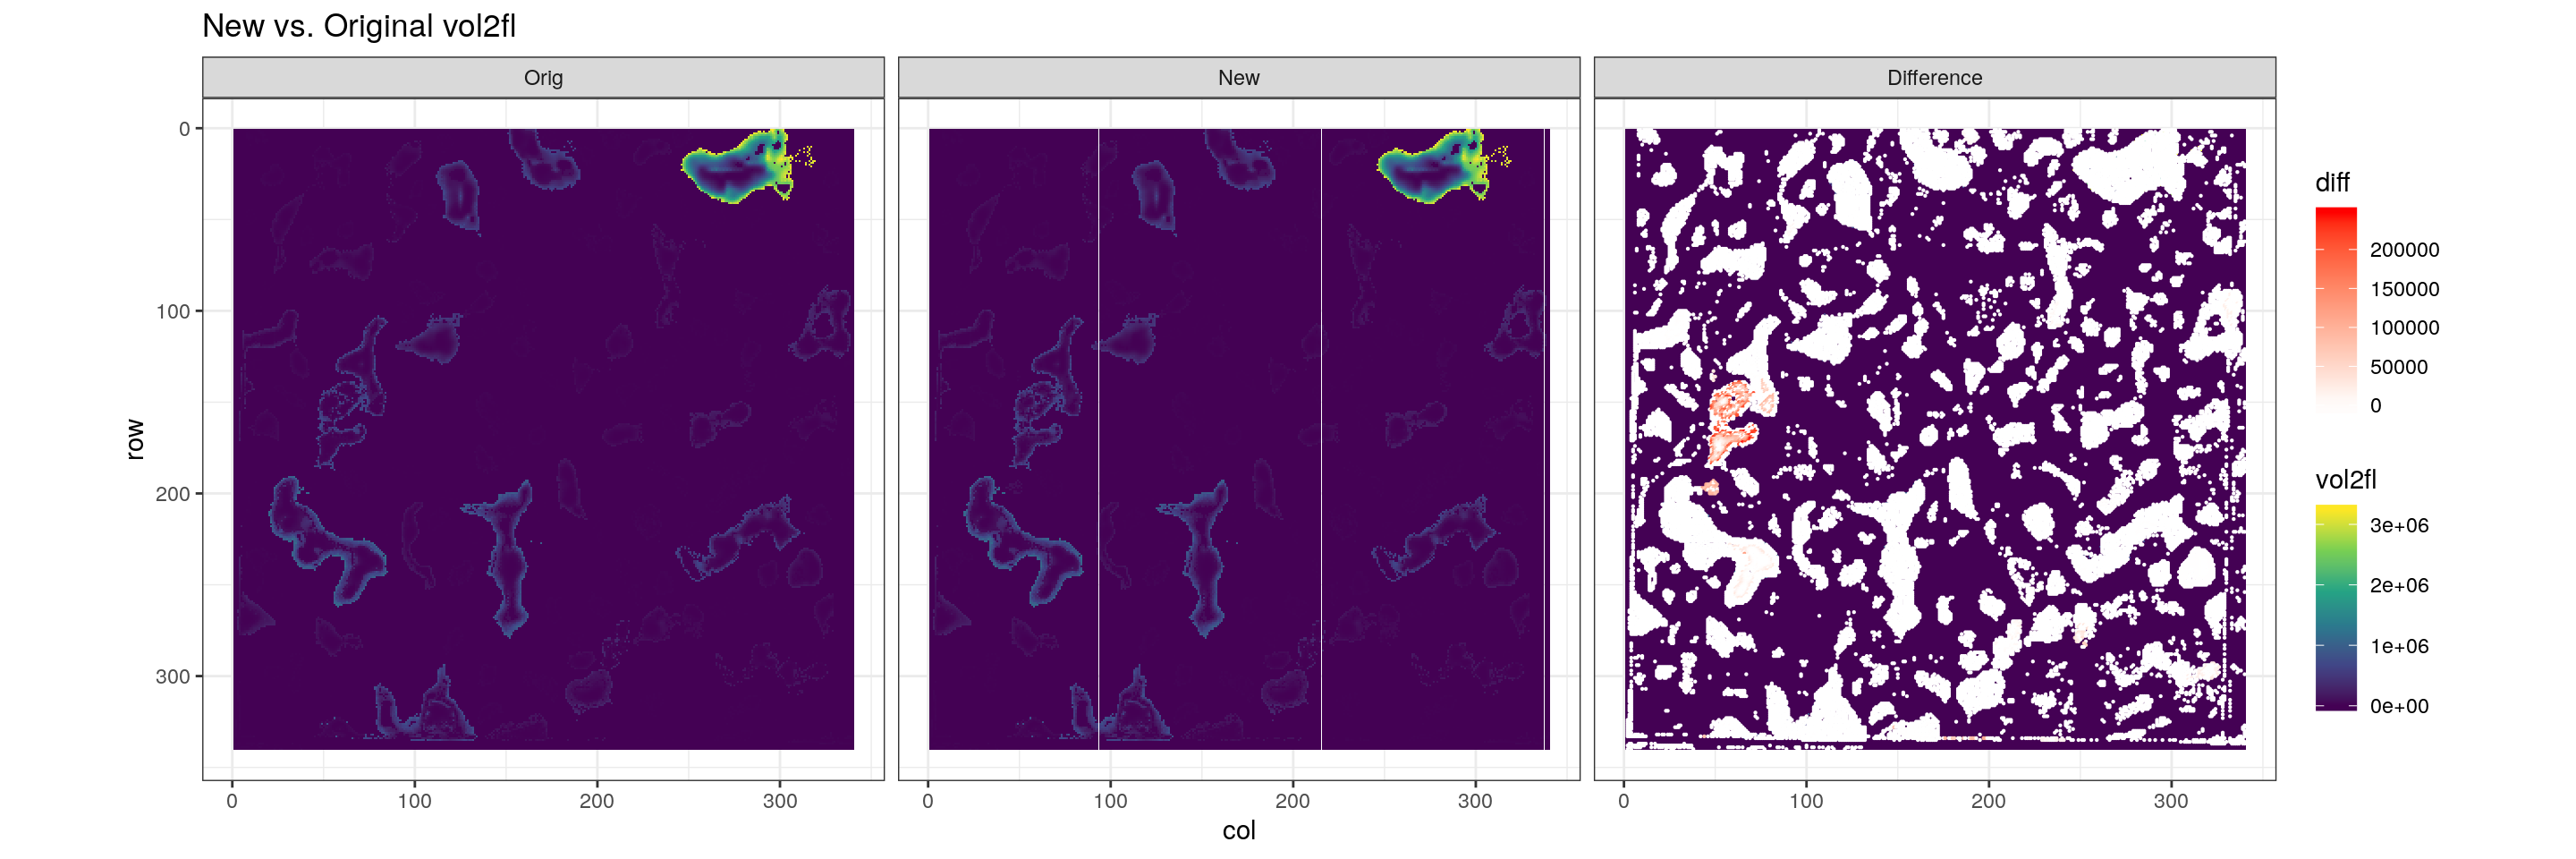 New vs. Original vol2fl
Orig
New
Difference
0
100
200
300
row
0 100 200 300
0 100 200 300
0 100 200 300
col
diff
200000
150000
100000
50000
0
vol2fl
3e+06
2e+06
1e+06
0e+00